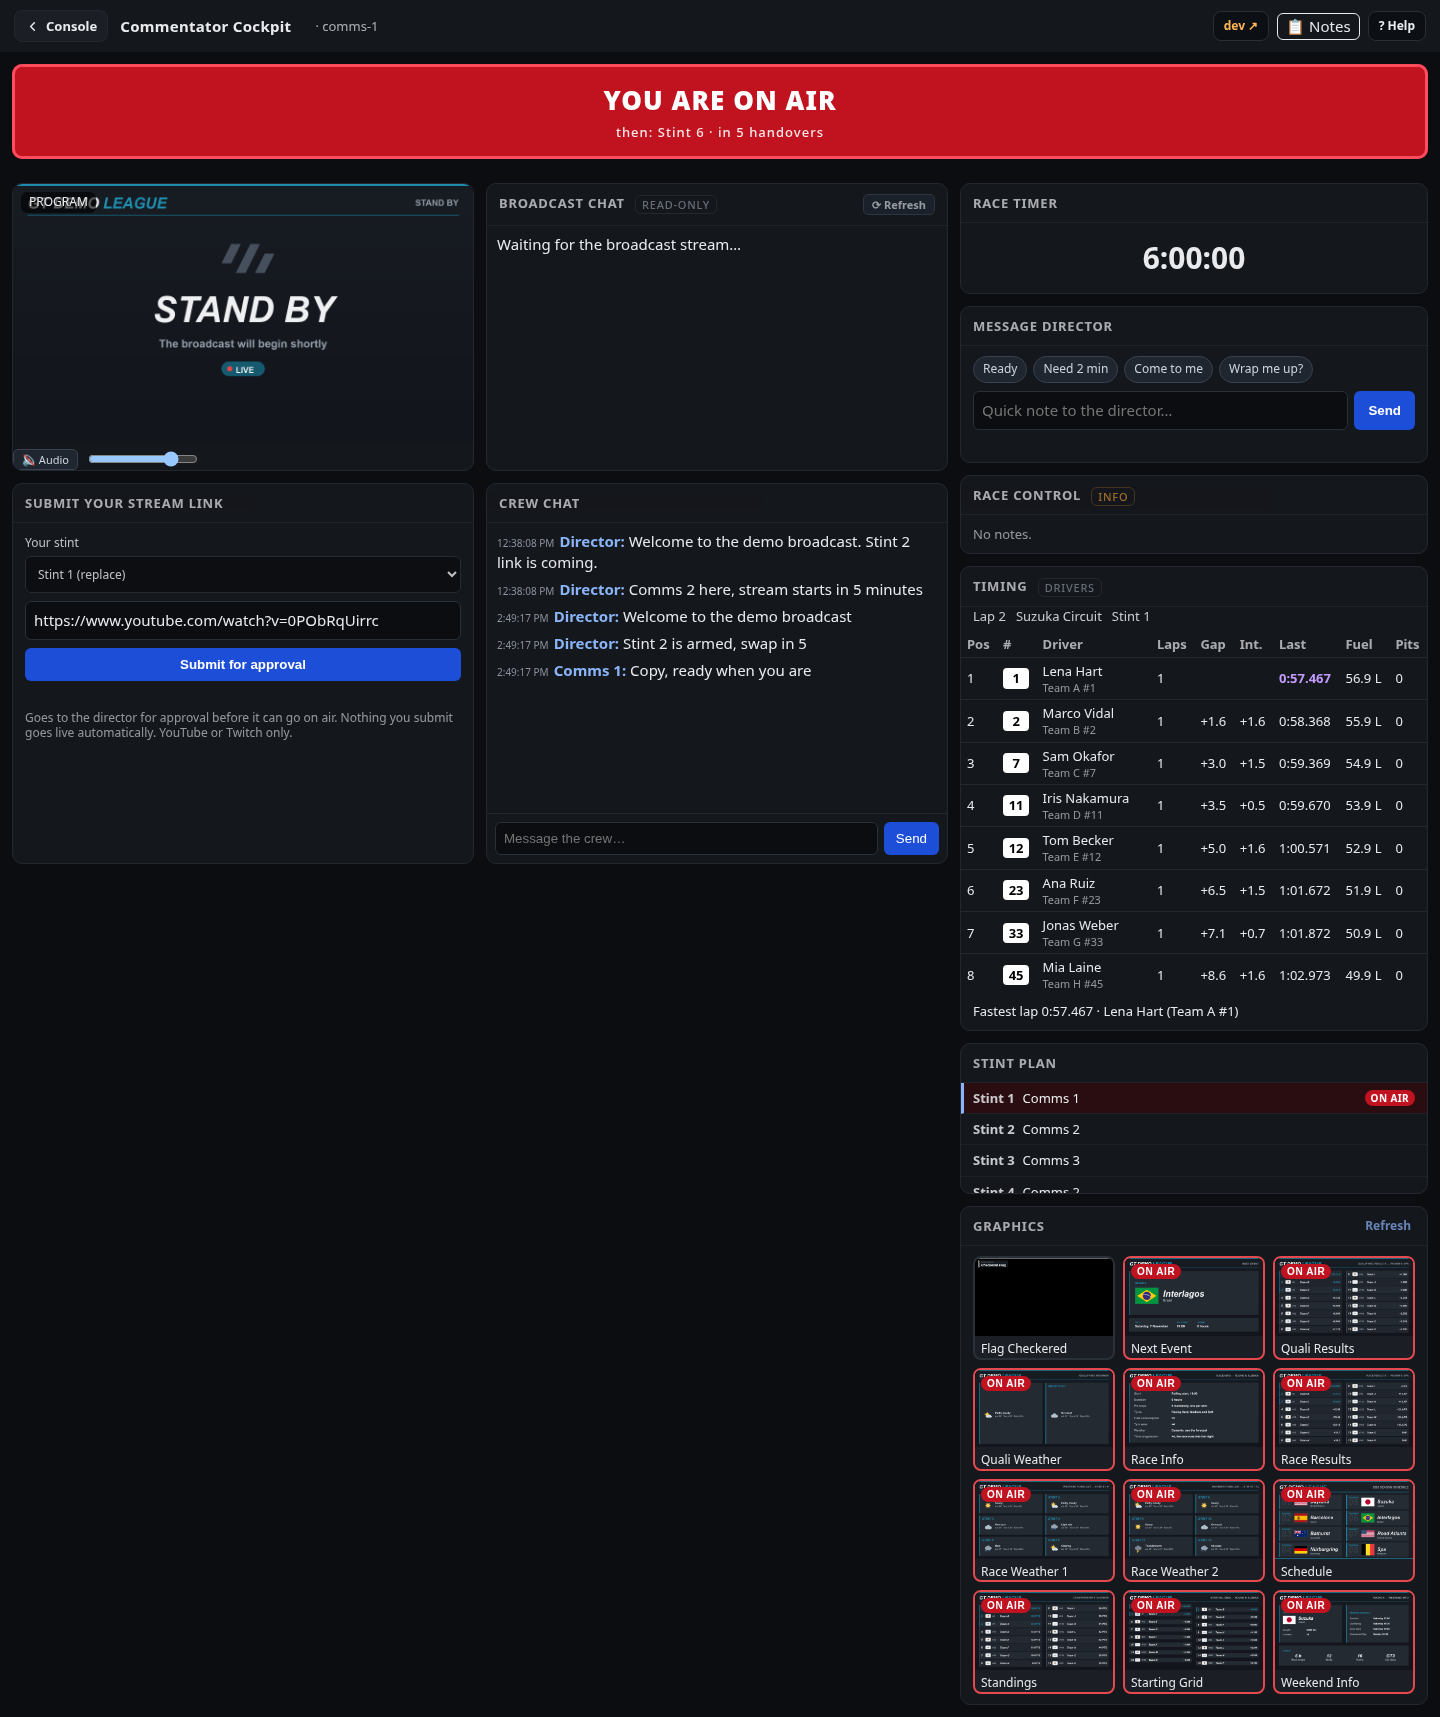 Console
Commentator Cockpit
· comms-1
dev ↗
📋 Notes
? Help
YOU ARE ON AIR
then: Stint 6 · in 5 handovers
PROGRAM
LEAGUE
STAND BY
STAND BY
The broadcast will begin shortly
LIVE
Audio
BROADCAST CHAT READ-ONLY
⟳ Refresh
Waiting for the broadcast stream...
SUBMIT YOUR STREAM LINK
Your stint
Stint 1 (replace)
https://www.youtube.com/watch?v=0PObRqUirrc
Submit for approval
Goes to the director for approval before it can go on air. Nothing you submit
goes live automatically. YouTube or Twitch only.
CREW CHAT
12:38:08 PM Director: Welcome to the demo broadcast. Stint 2
link is coming.
12:38:08 PM Director: Comms 2 here, stream starts in 5 minutes
2:49:17 PM Director: Welcome to the demo broadcast
2:49:17 PM Director: Stint 2 is armed, swap in 5
2:49:17 PM Comms 1: Copy, ready when you are
Message the crew…
Send
RACE TIMER
6:00:00
MESSAGE DIRECTOR
Ready
Need 2 min
Come to me
Wrap me up?
Quick note to the director...
Send
RACE CONTROL INFO
No notes.
TIMING DRIVERS
Lap 2 Suzuka Circuit Stint 1
Pos # Driver Laps Gap Int. Last Fuel Pits
1 1 Lena Hart 1 0:57.467 56.9 L 0
Team A #1
2 2 Marco Vidal 1 +1.6 +1.6 0:58.368 55.9 L 0
Team B #2
3 7 Sam Okafor 1 +3.0 +1.5 0:59.369 54.9 L 0
Team C #7
4 11 Iris Nakamura 1 +3.5 +0.5 0:59.670 53.9 L 0
Team D #11
5 12 Tom Becker 1 +5.0 +1.6 1:00.571 52.9 L 0
Team E #12
6 23 Ana Ruiz 1 +6.5 +1.5 1:01.672 51.9 L 0
Team F #23
7 33 Jonas Weber 1 +7.1 +0.7 1:01.872 50.9 L 0
Team G #33
8 45 Mia Laine 1 +8.6 +1.6 1:02.973 49.9 L 0
Team H #45
Fastest lap 0:57.467 · Lena Hart (Team A #1)
STINT PLAN
Stint 1 Comms 1 ON AIR
Stint 2 Comms 2
Stint 3 Comms 3
Stint 4 Comms 2
GRAPHICS
Refresh
Flag Checkered
ON AIR
Interlagos
Next Event
ON AIR
Quali Results
ON AIR
Quali Weather
ON AIR
Race Info
ON AIR
Race Results
ON AIR
Race Weather 1
ON AIR
Race Weather 2
ON AIR
Suzuka
Barcelona
Interlagos
Bathurst
Road Atlanta
Nürburgring
Spa
Schedule
ON AIR
Standings
ON AIR
Starting Grid
ON AIR
Suzuka
Weekend Info